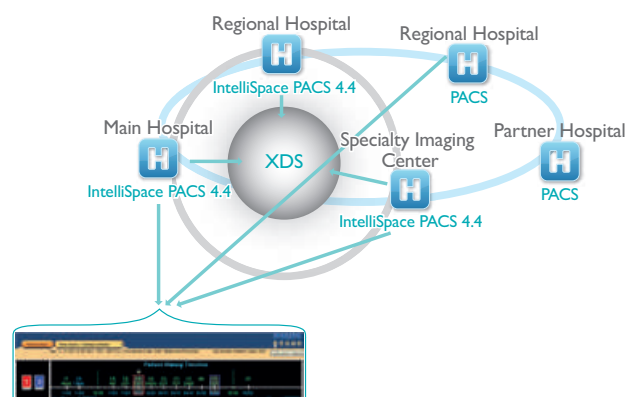 Regional Hospital
H
IntelliSpace PACS 4.4
Regional Hospital
H
PACS
Main Hospital
H
IntelliSpace PACS 4.4
XDS
Specialty Imaging
Center
H
IntelliSpace PACS 4.4
Partner Hospital
H
PACS